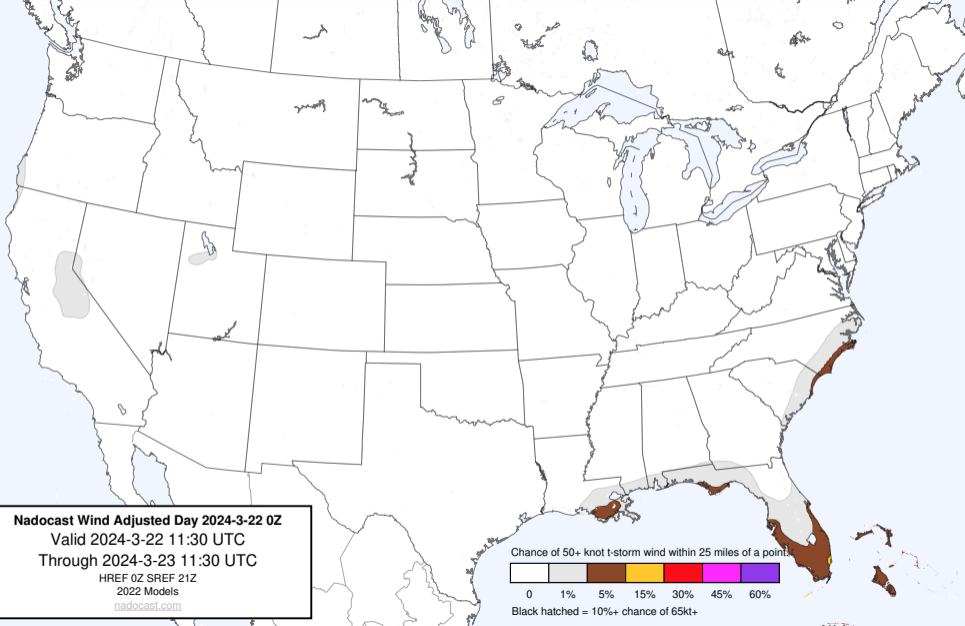 Nadocast Wind Adjusted Day 2024-3-22 0Z
Valid 2024-3-22 11:30 UTC
Through 2024-3-23 11:30 UTC
HREF 0Z SREF 21Z
2022 Models
nadocast.com
Chance of 50+ knot t-storm wind within 25 miles of a point.
0 1% 5% 15% 30% 45% 60%
Black hatched = 10%+ chance of 65kt+